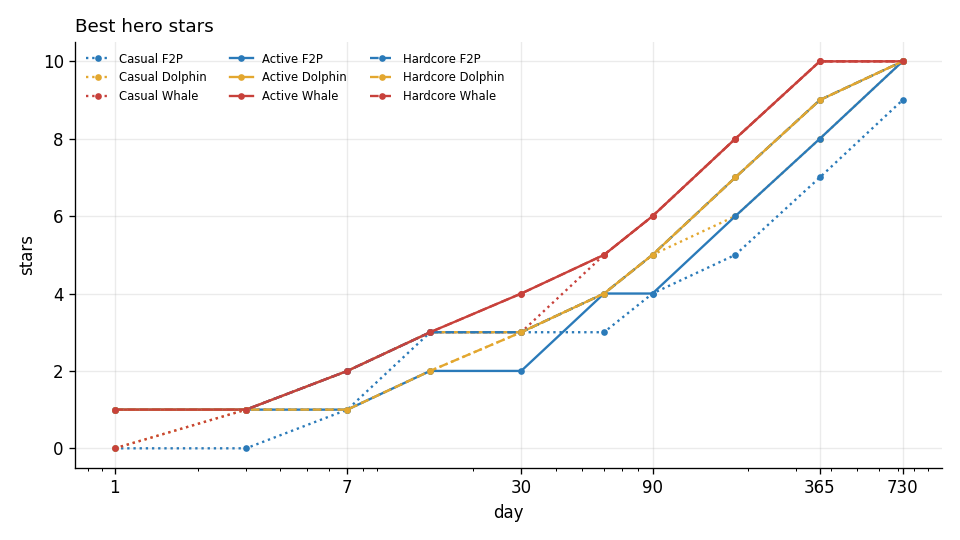 Best hero stars
Casual F2P Active F2P Hardcore F2P
Casual Dolphin Active Dolphin Hardcore Dolphin
Casual Whale Active Whale Hardcore Whale
10
8
6
4
2
0
stars
1 7 30 90 365 730
day